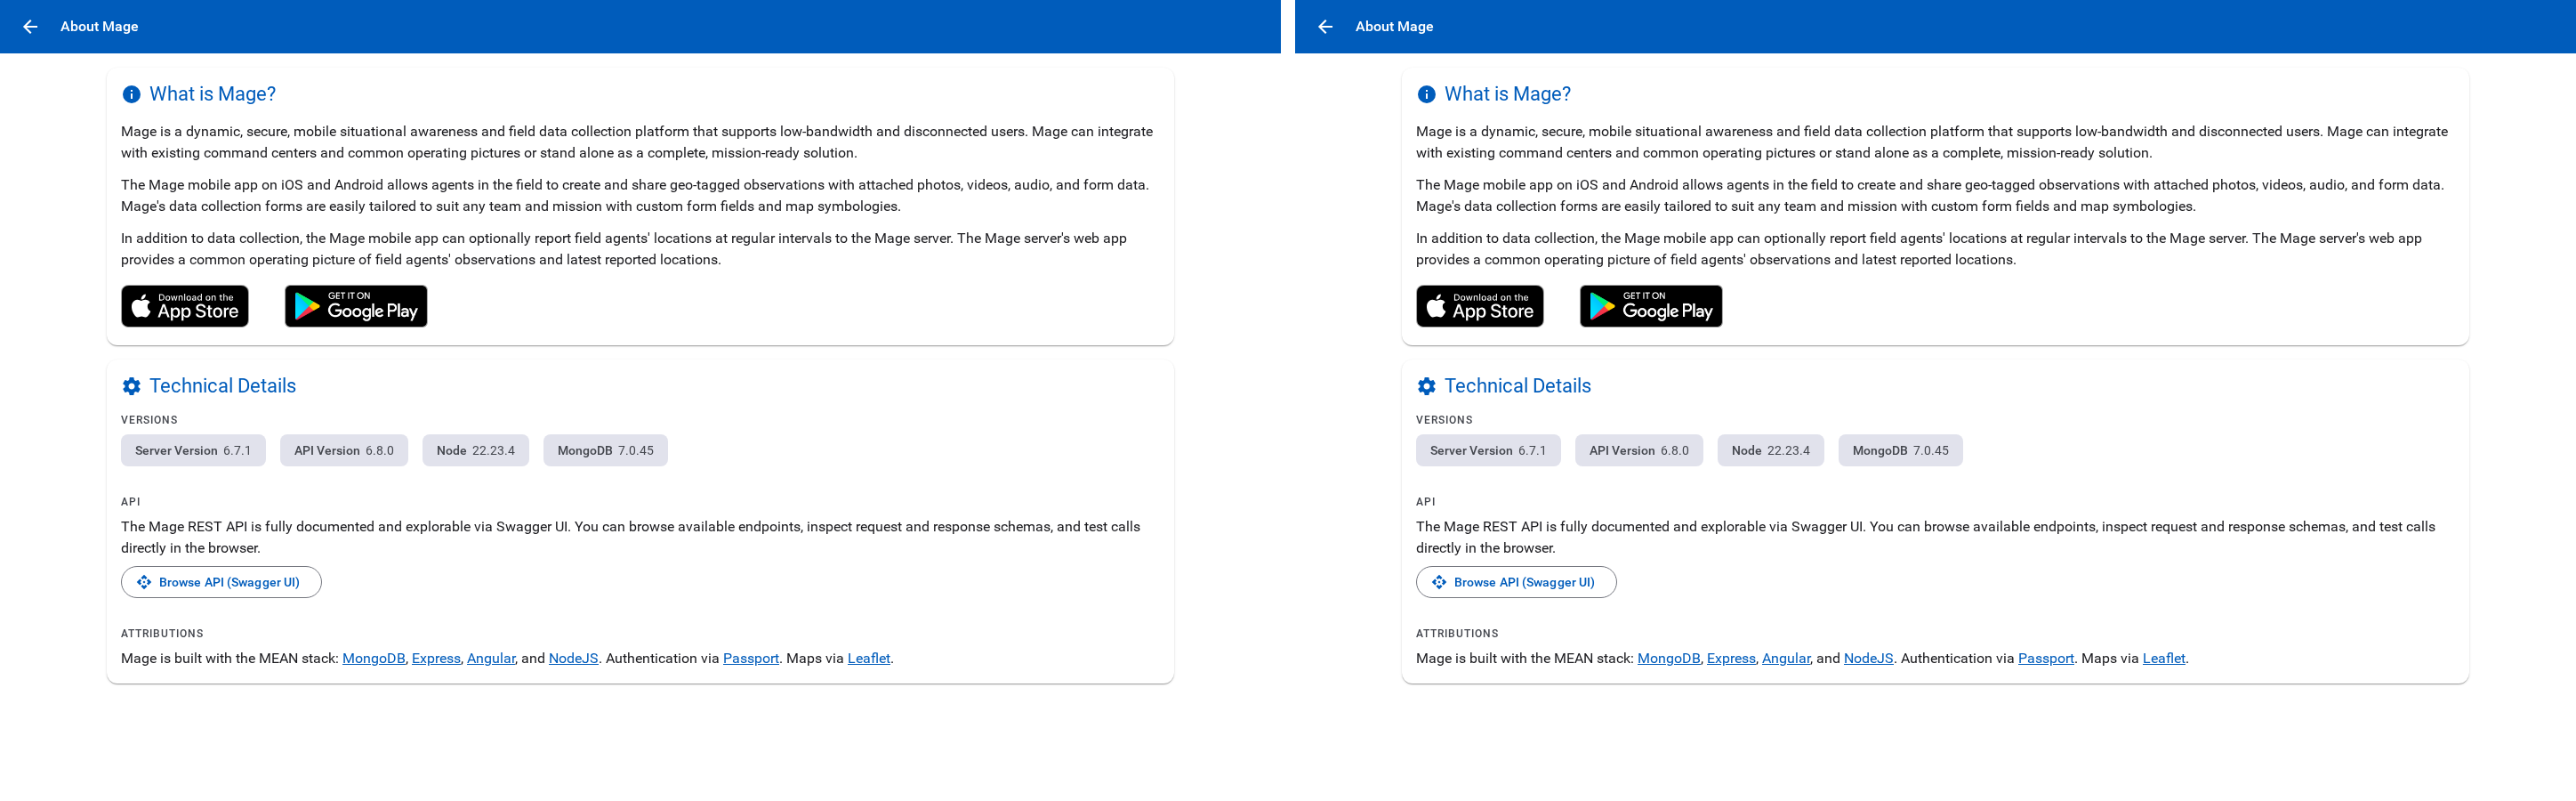 About Mage
What is Mage?
Mage is a dynamic, secure, mobile situational awareness and field data collection platform that supports low-bandwidth and disconnected users. Mage can integrate
with existing command centers and common operating pictures or stand alone as a complete, mission-ready solution.
The Mage mobile app on iOS and Android allows agents in the field to create and share geo-tagged observations with attached photos, videos, audio, and form data.
Mage's data collection forms are easily tailored to suit any team and mission with custom form fields and map symbologies.
In addition to data collection, the Mage mobile app can optionally report field agents' locations at regular intervals to the Mage server. The Mage server's web app
provides a common operating picture of field agents' observations and latest reported locations.
Download on the
App Store
GET IT ON
Google Play
Technical Details
VERSIONS
Server Version 6.7.1 API Version 6.8.0 Node 22.23.4 MongoDB 7.0.45
API
The Mage REST API is fully documented and explorable via Swagger UI. You can browse available endpoints, inspect request and response schemas, and test calls
directly in the browser.
Browse API (Swagger UI)
ATTRIBUTIONS
Mage is built with the MEAN stack: MongoDB, Express, Angular, and NodeJS. Authentication via Passport. Maps via Leaflet.
About Mage
What is Mage?
Mage is a dynamic, secure, mobile situational awareness and field data collection platform that supports low-bandwidth and disconnected users. Mage can integrate
with existing command centers and common operating pictures or stand alone as a complete, mission-ready solution.
The Mage mobile app on iOS and Android allows agents in the field to create and share geo-tagged observations with attached photos, videos, audio, and form data.
Mage's data collection forms are easily tailored to suit any team and mission with custom form fields and map symbologies.
In addition to data collection, the Mage mobile app can optionally report field agents' locations at regular intervals to the Mage server. The Mage server's web app
provides a common operating picture of field agents' observations and latest reported locations.
Download on the
App Store
GET IT ON
Google Play
Technical Details
VERSIONS
Server Version 6.7.1 API Version 6.8.0 Node 22.23.4 MongoDB 7.0.45
API
The Mage REST API is fully documented and explorable via Swagger UI. You can browse available endpoints, inspect request and response schemas, and test calls
directly in the browser.
Browse API (Swagger UI)
ATTRIBUTIONS
Mage is built with the MEAN stack: MongoDB, Express, Angular, and NodeJS. Authentication via Passport. Maps via Leaflet.